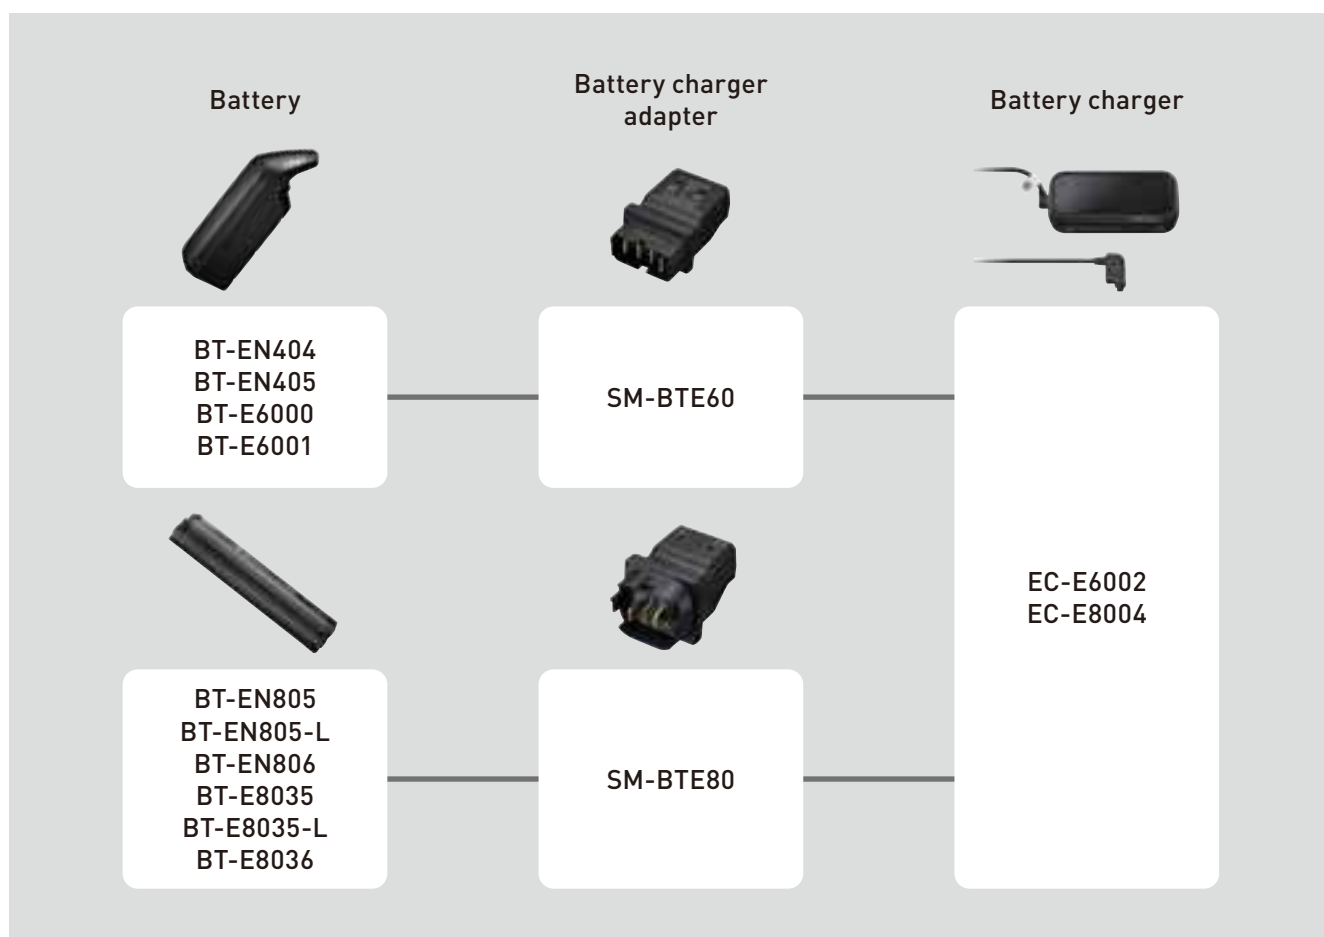 Battery
Battery charger
adapter
Battery charger
BT-EN404
BT-EN405
BT-E6000
BT-E6001
SM-BTE60
EC-E6002
EC-E8004
BT-EN805
BT-EN805-L
BT-EN806
BT-E8035
BT-E8035-L
BT-E8036
SM-BTE80